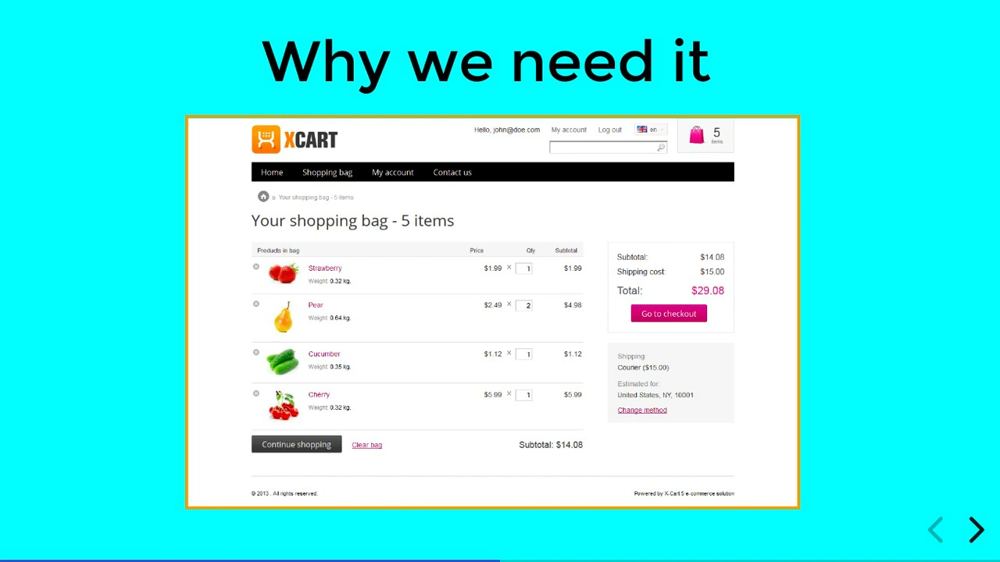 Why we need it
XCART
Hello, john@doe.com My account Log out en 5 items
Home Shopping bag My account Contact us
» Your shopping bag - 5 items
Your shopping bag - 5 items
Products in bag Price Qty Subtotal
Strawberry $1.99 × 1 $1.99
Weight 0.32 kg.
Pear $2.49 × 2 $4.98
Weight 0.64 kg.
Cucumber $1.12 × 1 $1.12
Weight 0.35 kg.
Cherry $5.99 × 1 $5.99
Weight 0.32 kg.
Continue shopping Clear bag Subtotal: $14.08
Subtotal: $14.08
Shipping cost: $15.00
Total: $29.08
Go to checkout
Shipping:
Courier ($15.00)
Estimated for:
United States, NY, 10001
Change method
© 2013 . All rights reserved. Powered by X-Cart 5 e-commerce solution